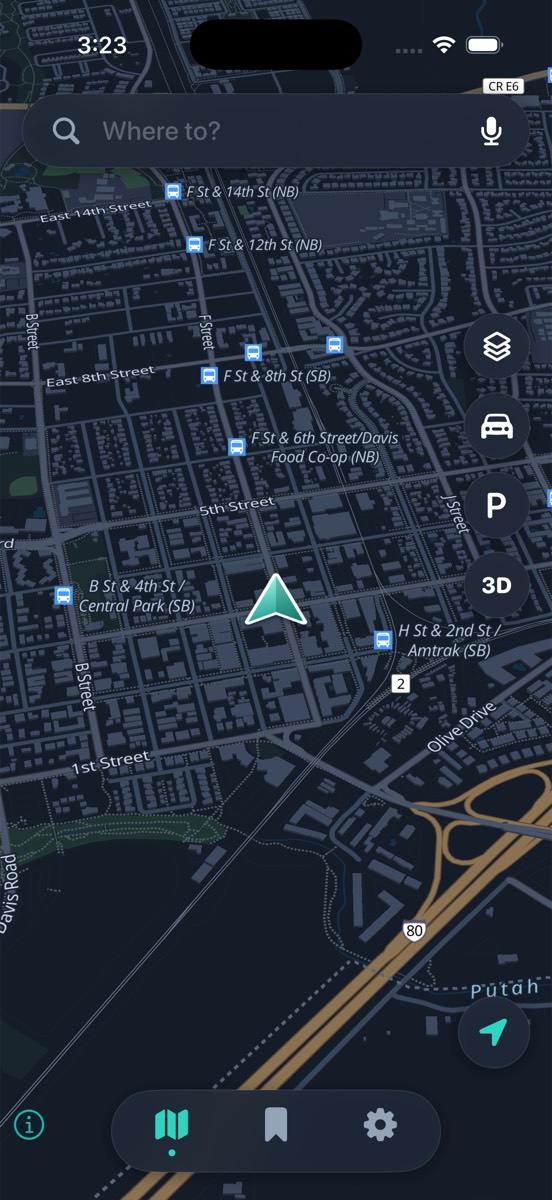 3:23
CR E6
Where to?
F St & 14th St (NB)
East 14th Street
F St & 12th St (NB)
B Street
F Street
East 8th Street
F St & 8th St (SB)
F St & 6th Street/Davis
Food Co-op (NB)
5th Street
J Street
P
rd
3D
B St & 4th St /
Central Park (SB)
H St & 2nd St /
Amtrak (SB)
B Street
2
Olive Drive
1st Street
Davis Road
80
Putah